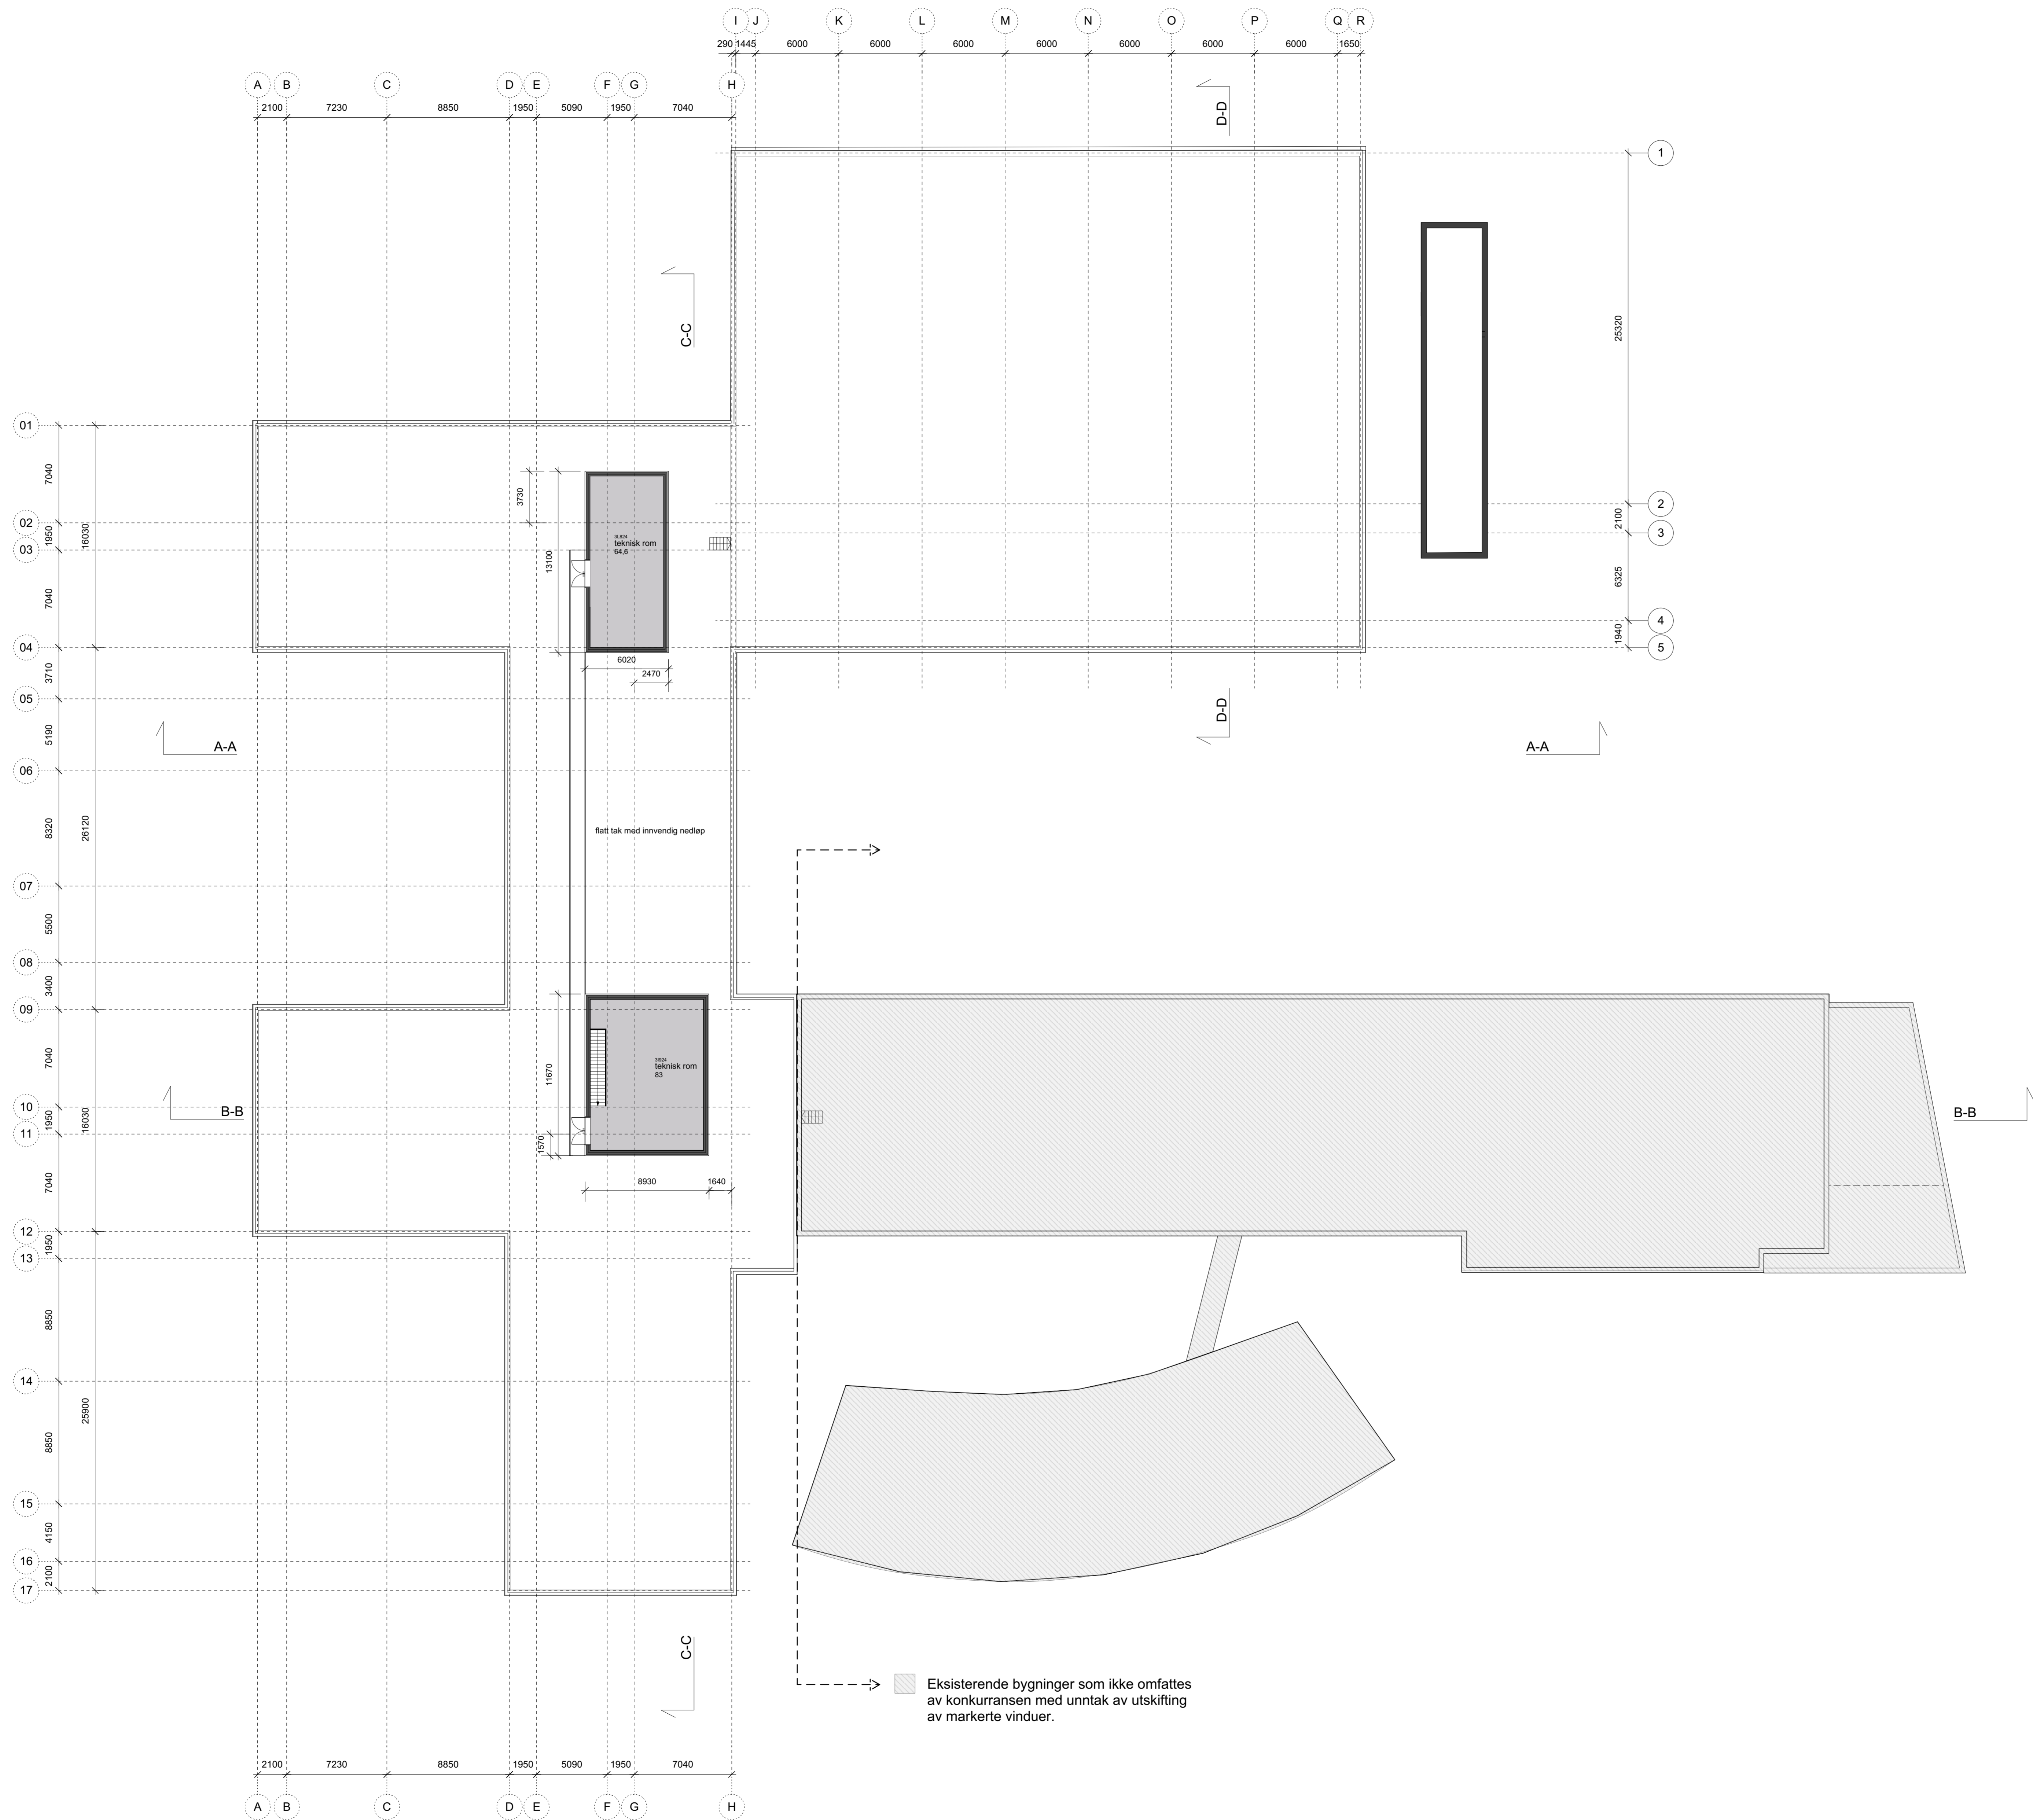 I J K L M N O P Q R
290 1445 6000 6000 6000 6000 6000 6000 6000 1650
A B C D E F G H
2100 7230 8850 1950 5090 1950 7040
D-D
1
C-C
25320
01
7040
3730
02
1950
16030
03
13100
3L824
teknisk rom
64,6
2
2100
3
6325
7040
4
1940
04
5
6020
2470
3710
05
D-D
5190
A-A
A-A
06
8320
26120
flatt tak med innvendig nedløp
07
5500
08
3400
09
7040
11670
teknisk rom
83
10
B-B
B-B
1950
16030
11
1570
7040
8930 1640
12
1950
13
8850
14
25900
8850
15
4150
16
2100
17
C-C
Eksisterende bygninger som ikke omfattes
av konkurransen med unntak av utskifting
av markerte vinduer.
2100 7230 8850 1950 5090 1950 7040
A B C D E F G H